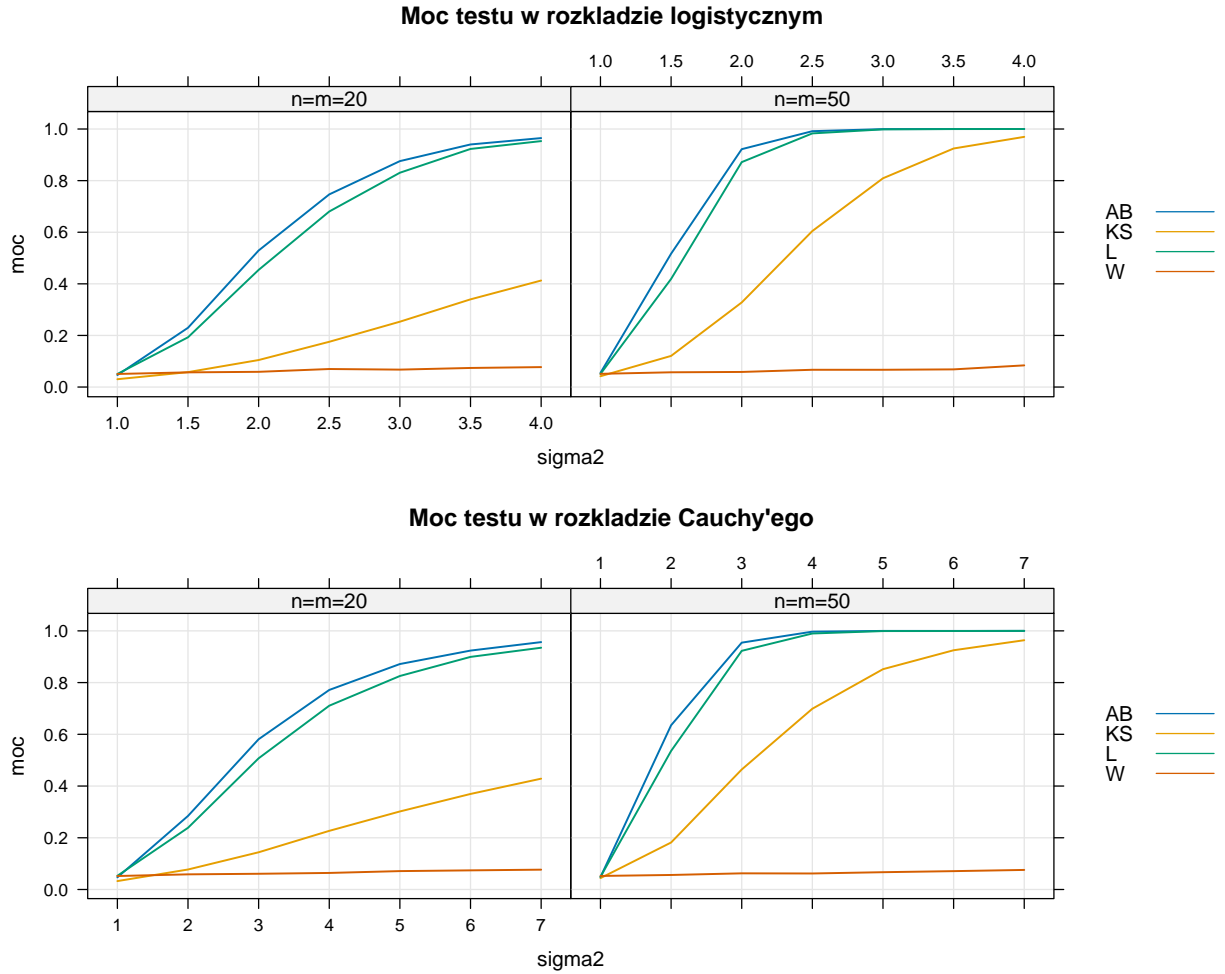 Moc testu w rozkladzie logistycznym
1.0 1.5 2.0 2.5 3.0 3.5 4.0
n=m=20 n=m=50
1.0
0.8
0.6
0.4
0.2
0.0
moc
AB
KS
L
W
1.0 1.5 2.0 2.5 3.0 3.5 4.0
sigma2
Moc testu w rozkladzie Cauchy'ego
1 2 3 4 5 6 7
n=m=20 n=m=50
1.0
0.8
0.6
0.4
0.2
0.0
moc
AB
KS
L
W
1 2 3 4 5 6 7
sigma2